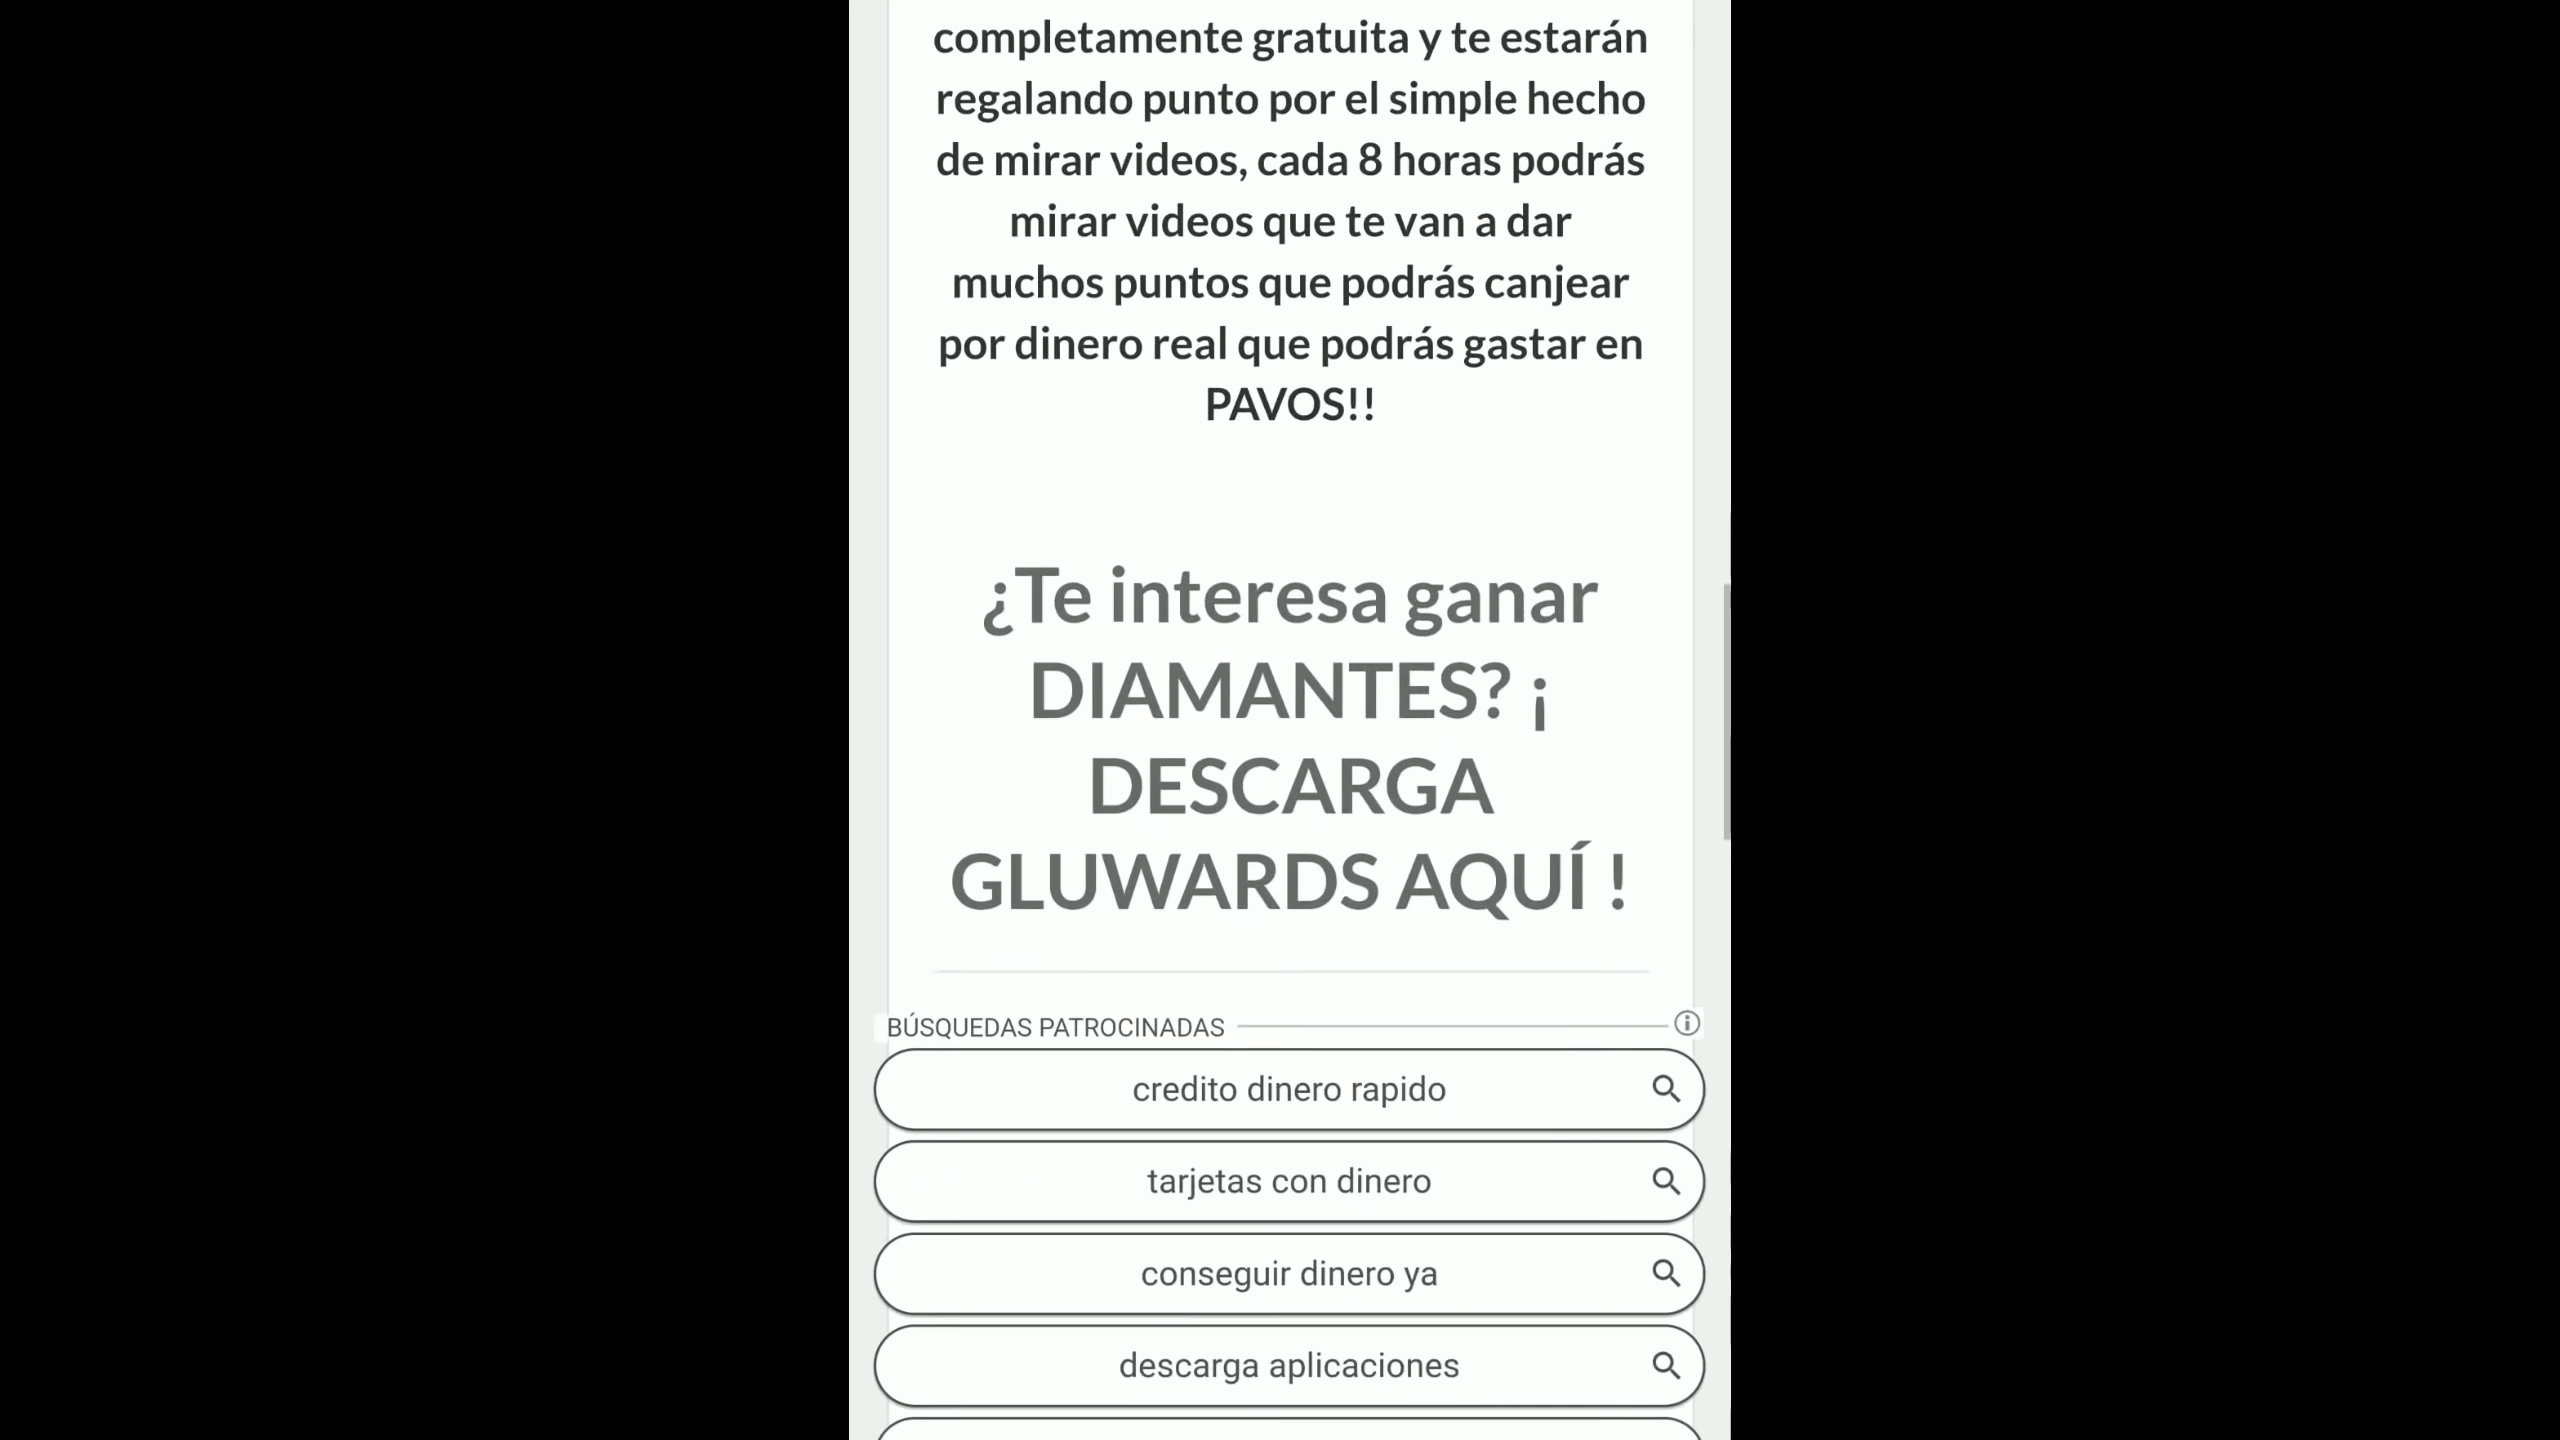 completamente gratuita y te estarán
regalando punto por el simple hecho
de mirar videos, cada 8 horas podrás
mirar videos que te van a dar
muchos puntos que podrás canjear
por dinero real que podrás gastar en
PAVOS!!
¿Te interesa ganar
DIAMANTES? ¡
DESCARGA
GLUWARDS AQUÍ !
BÚSQUEDAS PATROCINADAS
credito dinero rapido
tarjetas con dinero
conseguir dinero ya
descarga aplicaciones